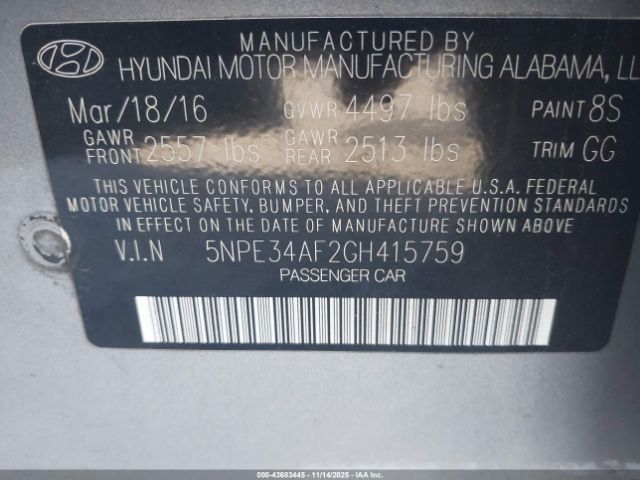 MANUFACTURED BY
HYUNDAI MOTOR MANUFACTURING ALABAMA, LL
Mar/18/16 GVWR 4497 lbs PAINT 8S
GAWR FRONT 2557 lbs GAWR REAR 2513 lbs TRIM GG
THIS VEHICLE CONFORMS TO ALL APPLICABLE U.S.A. FEDERAL
MOTOR VEHICLE SAFETY, BUMPER, AND THEFT PREVENTION STANDARDS
IN EFFECT ON THE DATE OF MANUFACTURE SHOWN ABOVE
V.I.N 5NPE34AF2GH415759
PASSENGER CAR
000-43683445 - 11/14/2025 - IAAI.COM